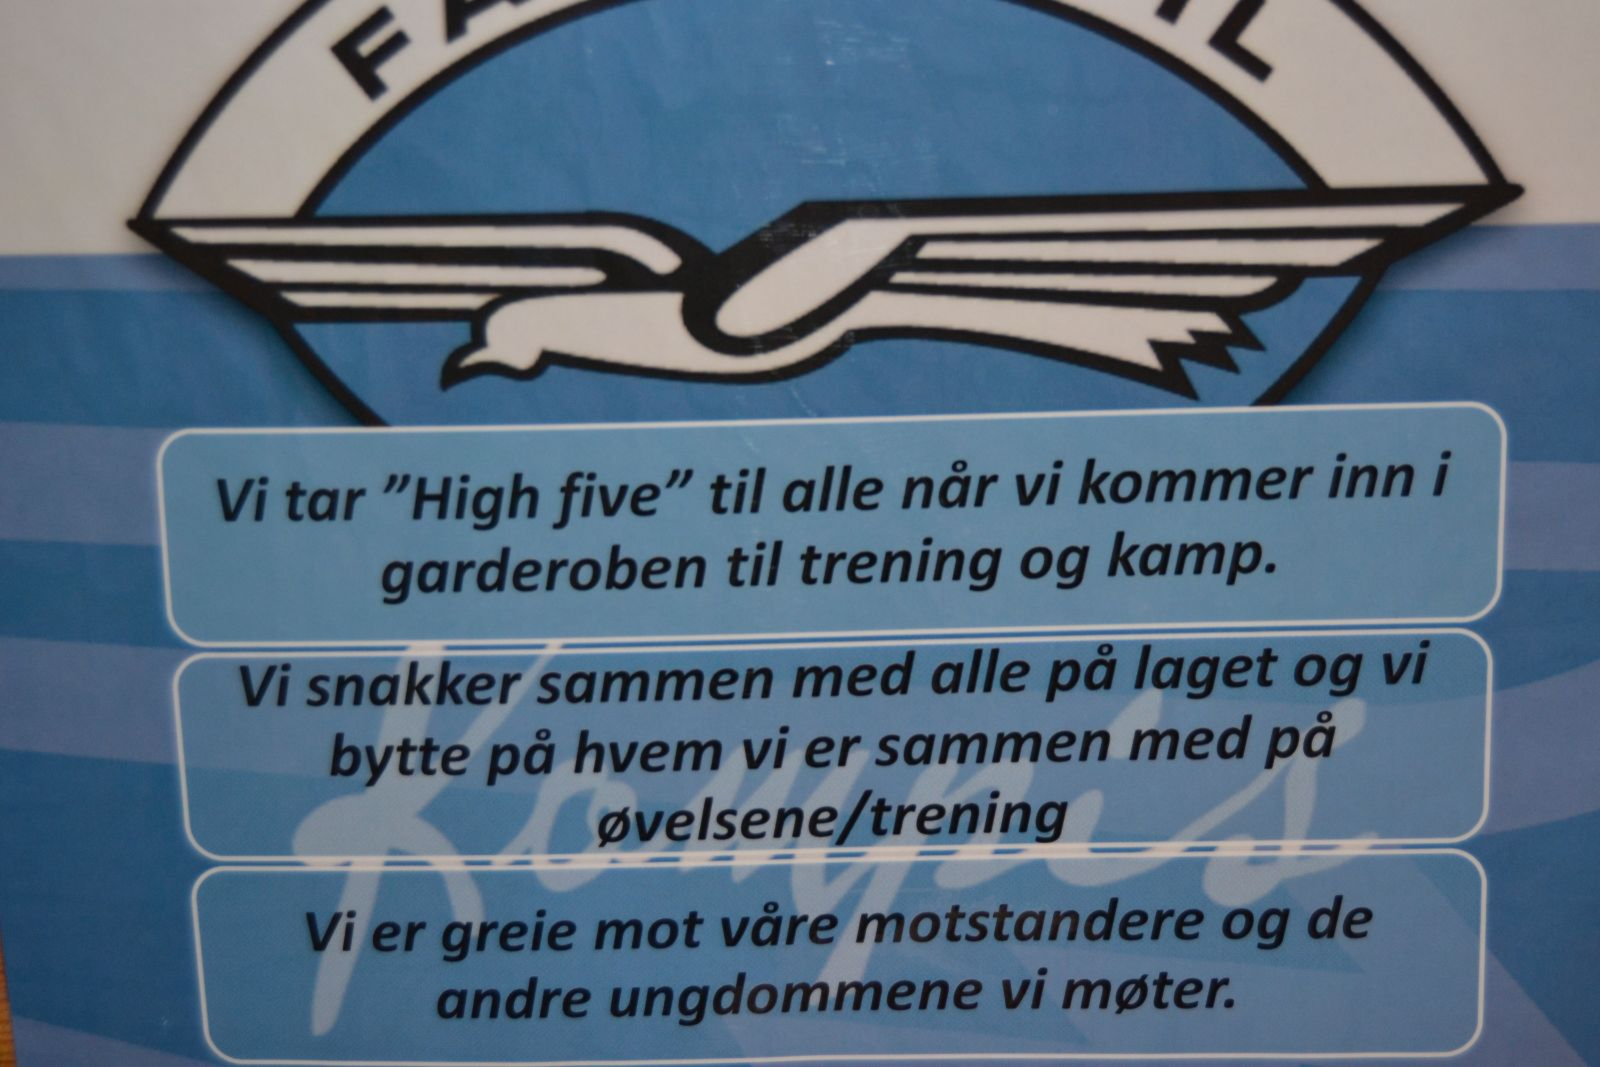 Vi tar ”High five” til alle når vi kommer inn i
garderoben til trening og kamp.
Vi snakker sammen med alle på laget og vi
bytte på hvem vi er sammen med på
øvelsene/trening
Kompis
Vi er greie mot våre motstandere og de
andre ungdommene vi møter.